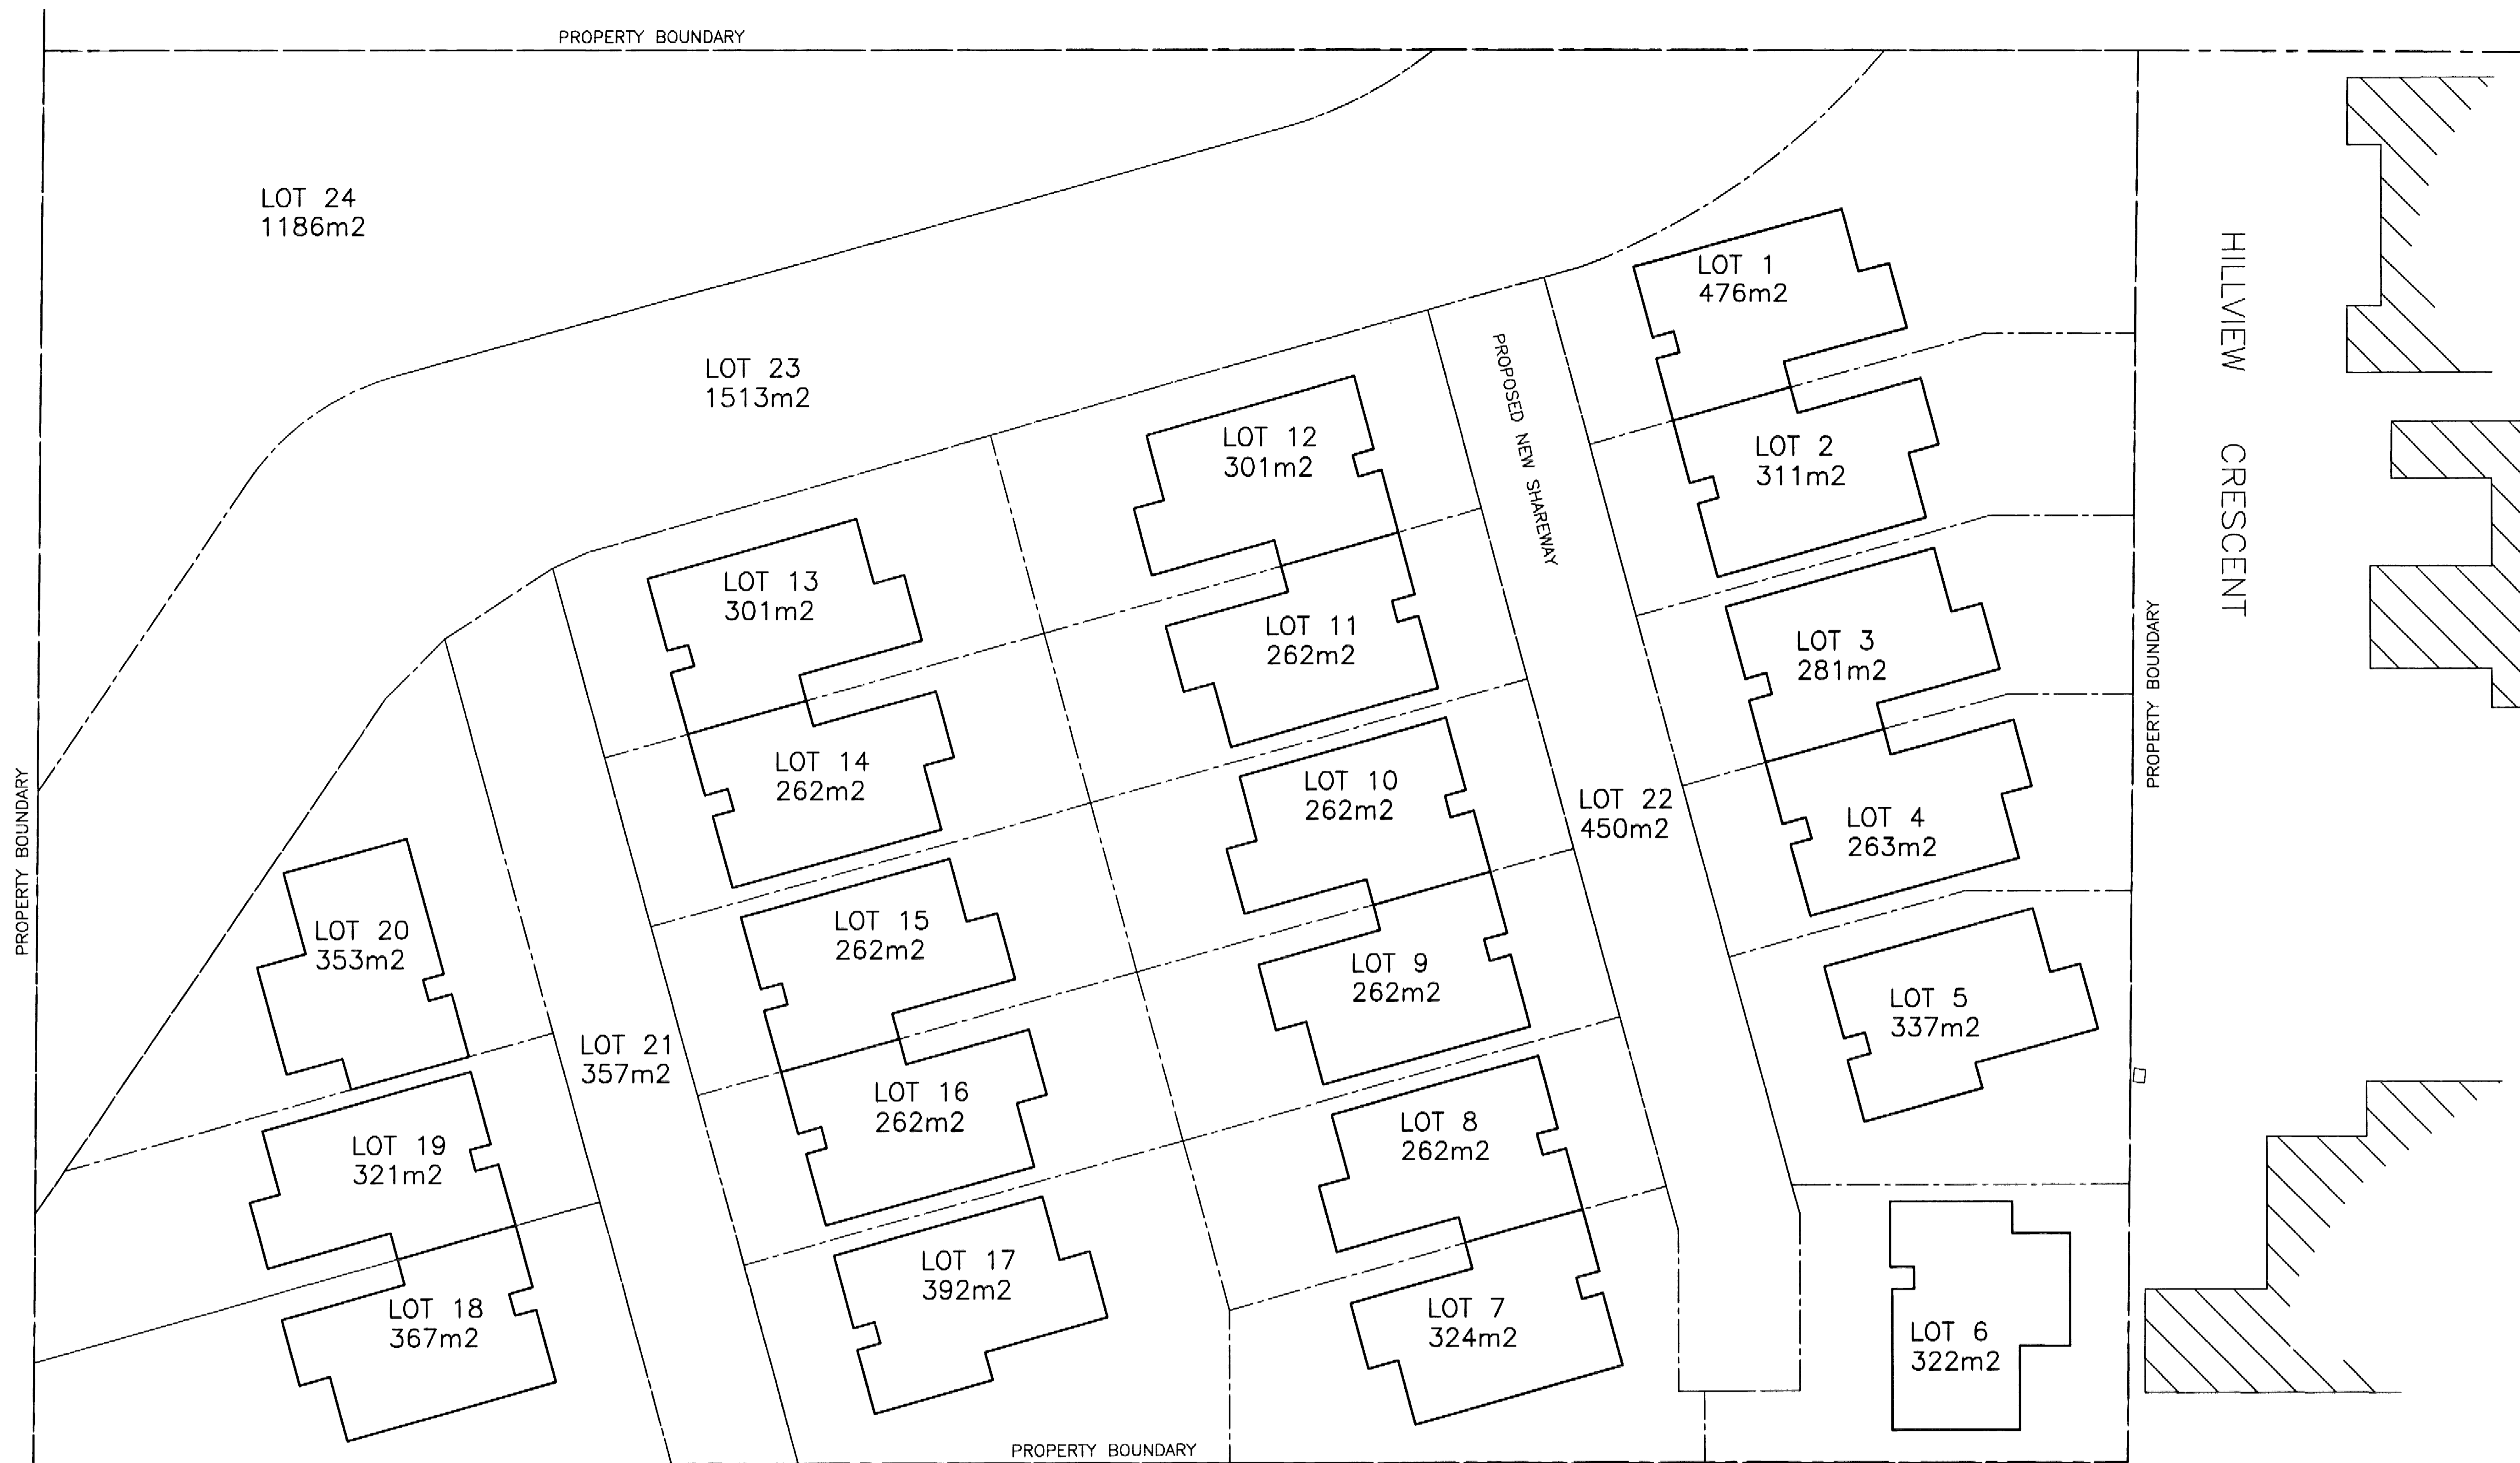 PROPERTY BOUNDARY
LOT 24
1186m2
LOT 23
1513m2
LOT 1
476m2
LOT 2
311m2
LOT 3
281m2
LOT 4
263m2
LOT 5
337m2
LOT 6
322m2
LOT 7
324m2
LOT 8
262m2
LOT 9
262m2
LOT 10
262m2
LOT 11
262m2
LOT 12
301m2
LOT 13
301m2
LOT 14
262m2
LOT 15
262m2
LOT 16
262m2
LOT 17
392m2
LOT 18
367m2
LOT 19
321m2
LOT 20
353m2
LOT 21
357m2
LOT 22
450m2
PROPOSED NEW SHAREWAY
HILLVIEW CRESCENT
PROPERTY BOUNDARY
PROPERTY BOUNDARY
PROPERTY BOUNDARY